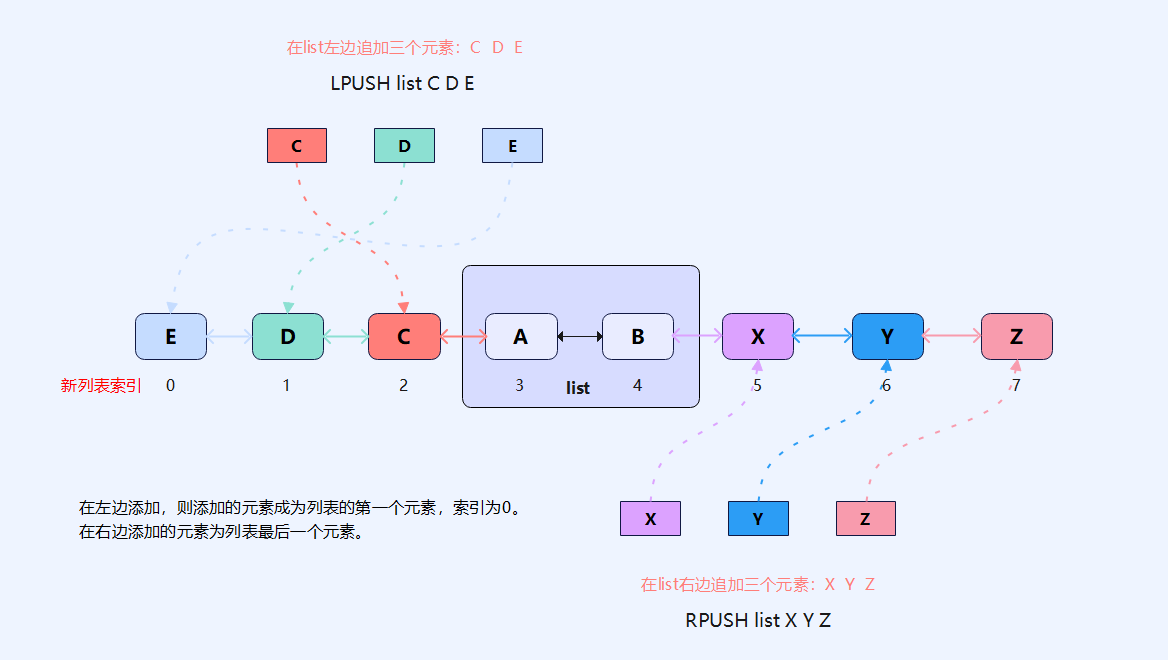 在list左边追加三个元素：C D E
LPUSH list C D E
C D E
E D C A B X Y Z
新列表索引 0 1 2 3 4 5 6 7
list
在左边添加，则添加的元素成为列表的第一个元素，索引为0。
在右边添加的元素为列表最后一个元素。
X Y Z
在list右边追加三个元素：X Y Z
RPUSH list X Y Z